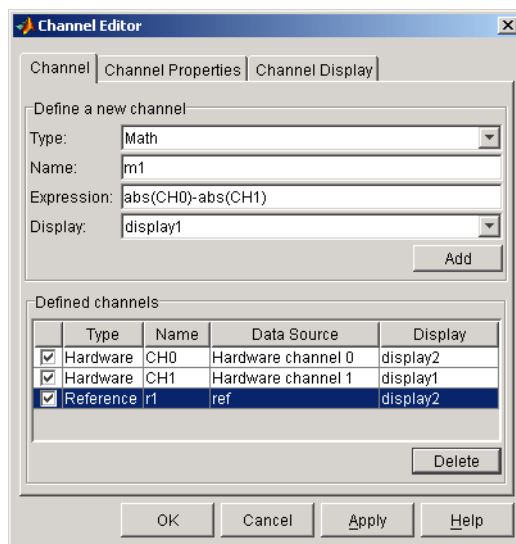 Channel Editor
Channel Channel Properties Channel Display
Define a new channel
Type: Math
Name: m1
Expression: abs(CH0)-abs(CH1)
Display: display1
Add
Defined channels
Type Name Data Source Display
Hardware CH0 Hardware channel 0 display2
Hardware CH1 Hardware channel 1 display1
Reference r1 ref display2
Delete
OK Cancel Apply Help